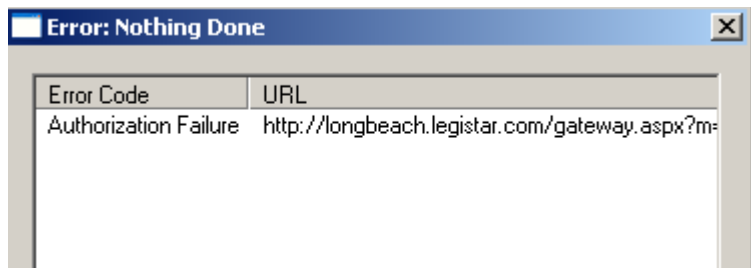 Error: Nothing Done
Error Code URL
Authorization Failure http://longbeach.legistar.com/gateway.aspx?m=